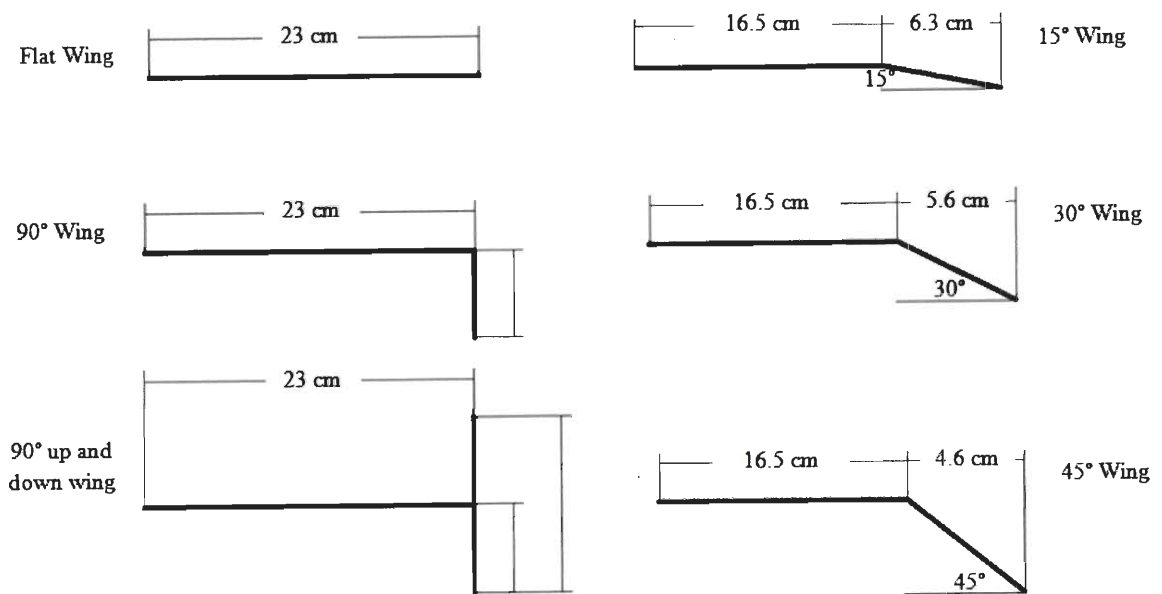 Flat Wing
23 cm
16.5 cm
6.3 cm
15° Wing
15°
90° Wing
23 cm
16.5 cm
5.6 cm
30° Wing
30°
90° up and
down wing
23 cm
16.5 cm
4.6 cm
45° Wing
45°